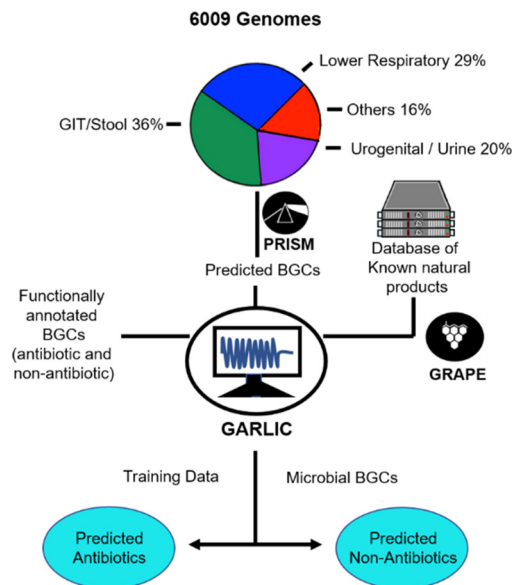 6009 Genomes
Lower Respiratory 29%
Others 16%
GIT/Stool 36%
Urogenital / Urine 20%
PRISM
Predicted BGCs
Database of
Known natural
products
Functionally
annotated
BGCs
(antibiotic and
non-antibiotic)
GRAPE
GARLIC
Training Data
Microbial BGCs
Predicted
Antibiotics
Predicted
Non-Antibiotics